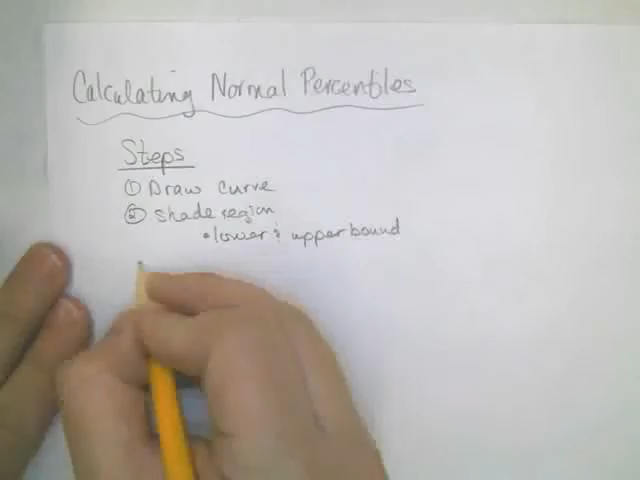 Calculating Normal Percentiles
Steps
① Draw curve
② Shade region
• lower & upper bound